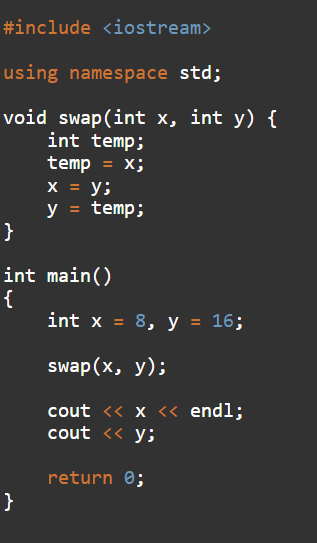 #include <iostream>
using namespace std;
void swap(int x, int y) {
    int temp;
    temp = x;
    x = y;
    y = temp;
}
int main()
{
    int x = 8, y = 16;
    swap(x, y);
    cout << x << endl;
    cout << y;
    return 0;
}